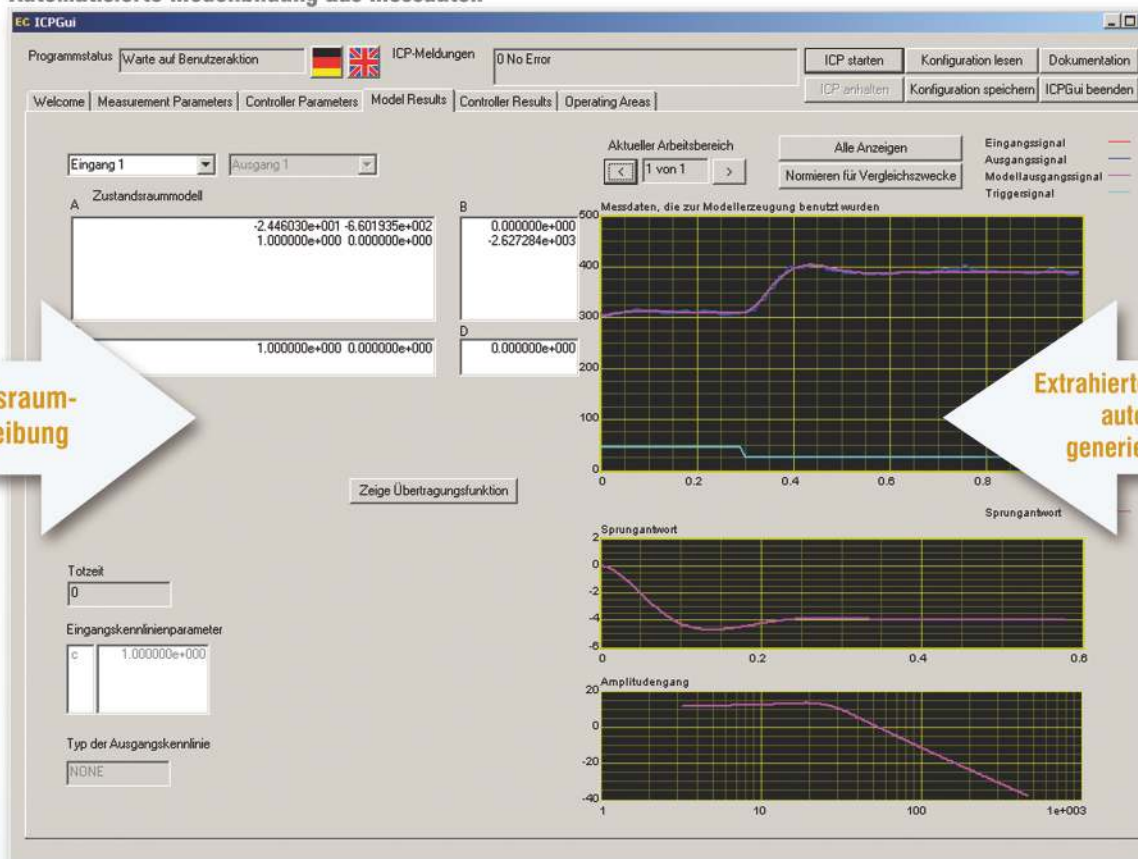 EC ICPGui
Programmstatus
Warte auf Benutzeraktion
ICP-Meldungen
0 No Error
ICP starten
Konfiguration lesen
Dokumentation
ICP anhalten
Konfiguration speichern
ICPGui beenden
Welcome
Measurement Parameters
Controller Parameters
Model Results
Controller Results
Operating Areas
Eingang 1
Ausgang 1
Aktueller Arbeitsbereich
<
1 von 1
>
Alle Anzeigen
Normieren für Vergleichszwecke
Eingangssignal
Ausgangssignal
Modellausgangssignal
Triggersignal
Zustandsraummodell
A
-2.446030e+001 -6.601935e+002
1.000000e+000 0.000000e+000
B
0.000000e+000
-2.627284e+003
1.000000e+000 0.000000e+000
D
0.000000e+000
Messdaten, die zur Modellerzeugung benutzt wurden
500
400
300
200
100
0
0 0.2 0.4 0.6 0.8
Zeige Übertragungsfunktion
Totzeit
0
Eingangskennlinienparameter
c 1.000000e+000
Typ der Ausgangskennlinie
NONE
Sprungantwort
Sprungantwort
2
0
-2
-4
-6
0 0.2 0.4 0.6
Amplitudengang
20
0
-20
-40
1 10 100 1e+003